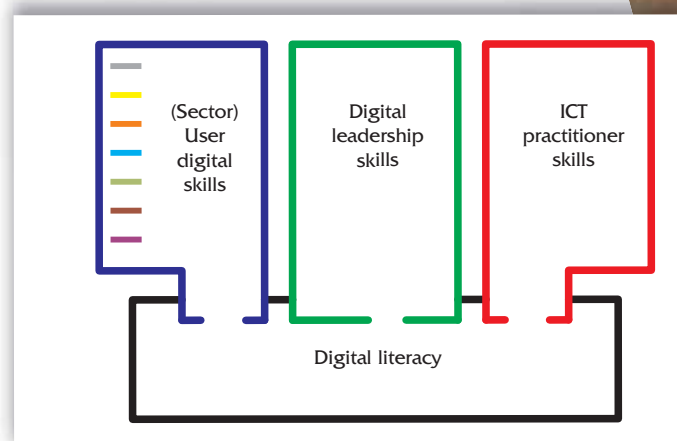 (Sector)
User
digital
skills
Digital
leadership
skills
ICT
practitioner
skills
Digital literacy